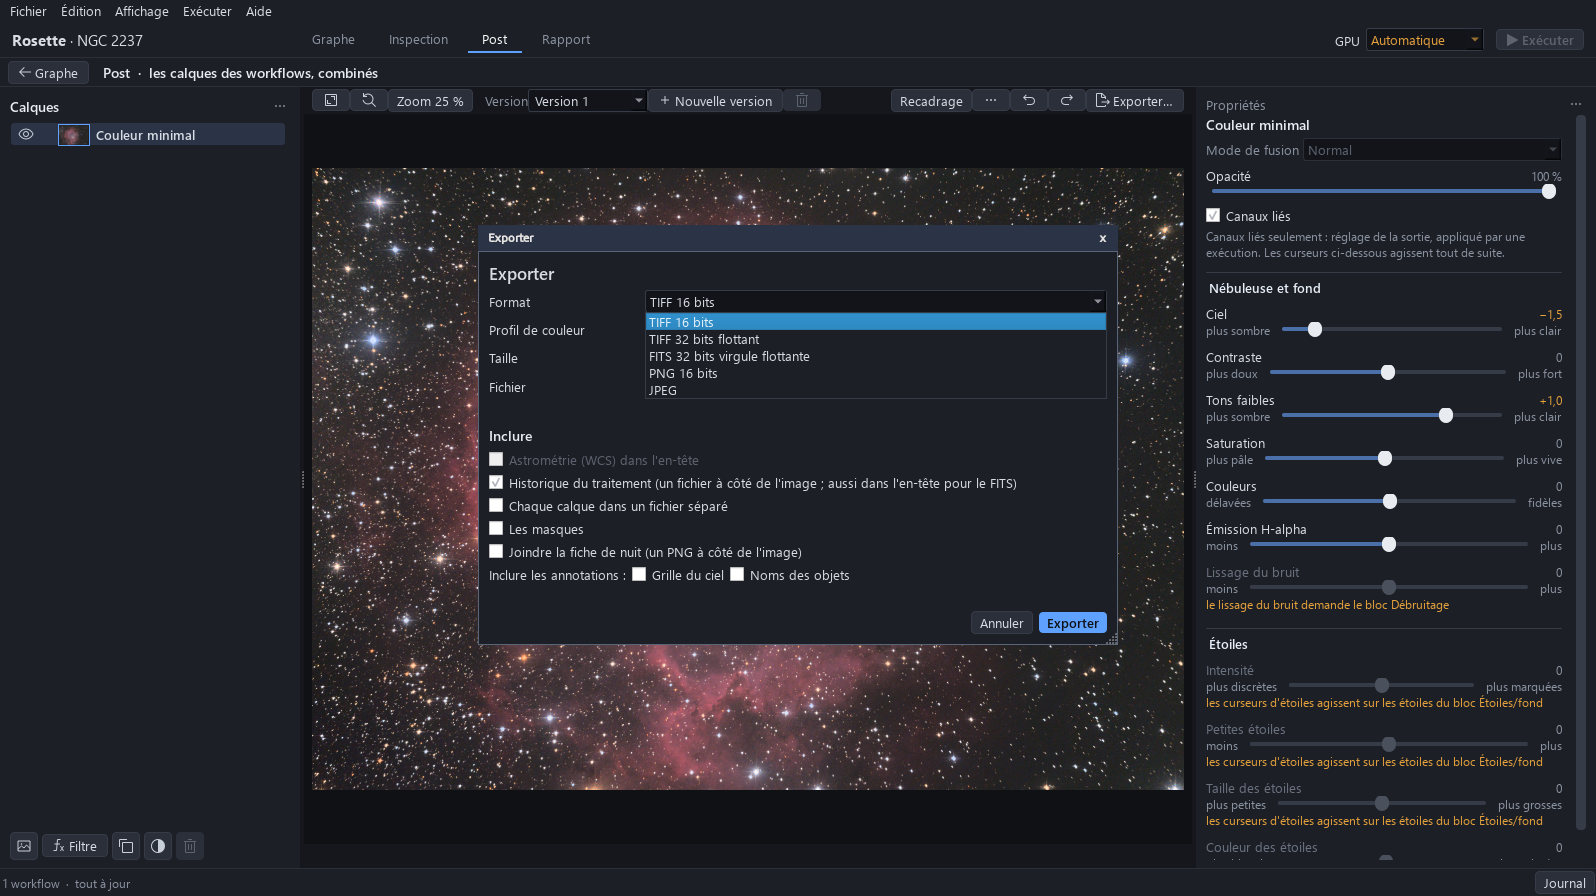 Fichier Édition Affichage Exécuter Aide
Rosette · NGC 2237
Graphe Inspection Post Rapport
GPU Automatique Exécuter
← Graphe Post · les calques des workflows, combinés
Calques ...
Couleur minimal
Zoom 25 % Version Version 1 + Nouvelle version
Recadrage ... Exporter...
Exporter x
Exporter
Format TIFF 16 bits
TIFF 16 bits
TIFF 32 bits flottant
FITS 32 bits virgule flottante
PNG 16 bits
JPEG
Profil de couleur
Taille
Fichier
Inclure
Astrométrie (WCS) dans l'en-tête
Historique du traitement (un fichier à côté de l'image ; aussi dans l'en-tête pour le FITS)
Chaque calque dans un fichier séparé
Les masques
Joindre la fiche de nuit (un PNG à côté de l'image)
Inclure les annotations : Grille du ciel Noms des objets
Annuler Exporter
Propriétés ...
Couleur minimal
Mode de fusion Normal
Opacité 100 %
Canaux liés
Canaux liés seulement : réglage de la sortie, appliqué par une
exécution. Les curseurs ci-dessous agissent tout de suite.
Nébuleuse et fond
Ciel −1,5
plus sombre plus clair
Contraste 0
plus doux plus fort
Tons faibles +1,0
plus sombre plus clair
Saturation 0
plus pâle plus vive
Couleurs 0
délavées fidèles
Émission H-alpha 0
moins plus
Lissage du bruit 0
moins plus
le lissage du bruit demande le bloc Débruitage
Étoiles
Intensité 0
plus discrètes plus marquées
les curseurs d'étoiles agissent sur les étoiles du bloc Étoiles/fond
Petites étoiles 0
moins plus
les curseurs d'étoiles agissent sur les étoiles du bloc Étoiles/fond
Taille des étoiles 0
plus petites plus grosses
les curseurs d'étoiles agissent sur les étoiles du bloc Étoiles/fond
Couleur des étoiles 0
fx Filtre
1 workflow · tout à jour
Journal